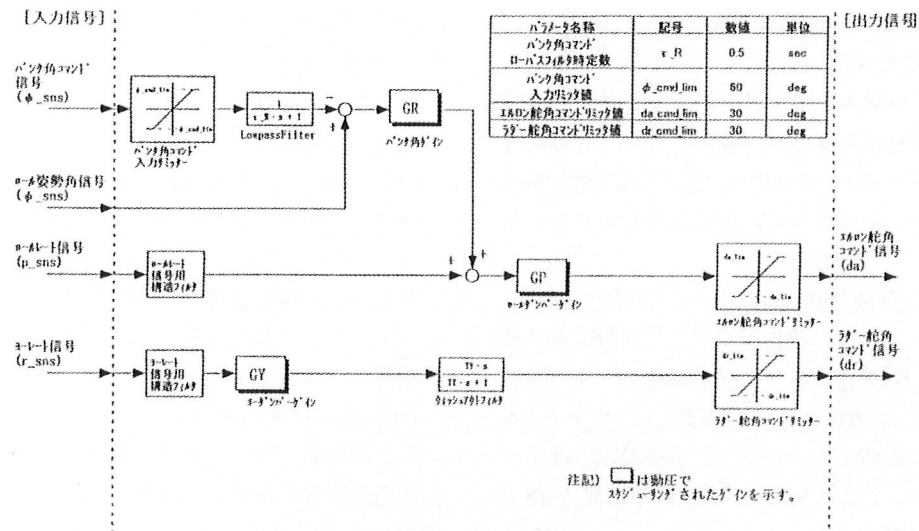 [入力信号]
[出力信号]
パラメータ名称 記号 数値 単位
バンク角コマンド
ローパスフィルタ時定数 τ_R 0.5 sec
バンク角コマンド
入力リミッタ値 φ_cmd_lim 60 deg
エルロン舵角コマンドリミッタ値 da_cmd_lim 30 deg
ラダー舵角コマンドリミッタ値 dr_cmd_lim 30 deg
バンク角コマンド
信号
(φ_sns)
φ_cmd_lim
-φ_cmd_lim
バンク角コマンド
入力リミッター
1
τ_R・s+1
LowpassFilter
-
+
GR
バンク角ゲイン
ロール姿勢角信号
(φ_sns)
ロールレート信号
(p_sns)
ロールレート
信号用
構造フィルタ
+
+
GP
ロールダンパーゲイン
da_lim
-da_lim
エルロン舵角コマンドリミッター
エルロン舵角
コマンド信号
(da)
ヨーレート信号
(r_sns)
ヨーレート
信号用
構造フィルタ
GY
ヨーダンパーゲイン
TY・s
TY・s+1
ウォッシュアウトフィルタ
dr_lim
-dr_lim
ラダー舵角コマンドリミッター
ラダー舵角
コマンド信号
(dr)
注記) は動圧で
スケジューリングされたゲインを示す。